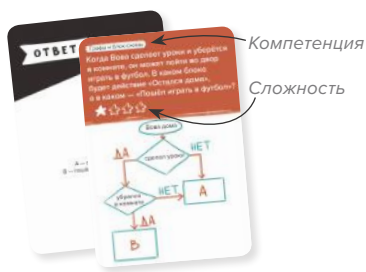 ОТВЕТ
Графы и блок-схемы
Когда Вова сделает уроки и уберётся
в комнате, он может пойти во двор
играть в футбол. В каком блоке
будет действие «Остался дома»,
а в каком — «Пошёл играть в футбол»?
Компетенция
Сложность
Вова дома
ДА
НЕТ
сделал уроки
убрался
в комнате
НЕТ
A
ДА
B